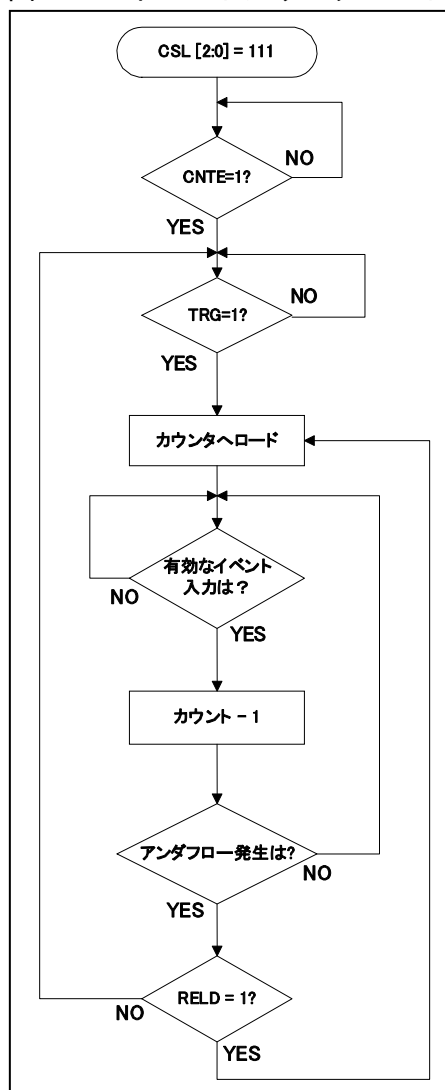 CSL [2:0] = 111
CNTE=1?
NO
YES
TRG=1?
NO
YES
カウンタへロード
有効なイベント
入力は？
NO
YES
カウント − 1
アンダフロー発生は?
NO
YES
RELD = 1?
NO
YES